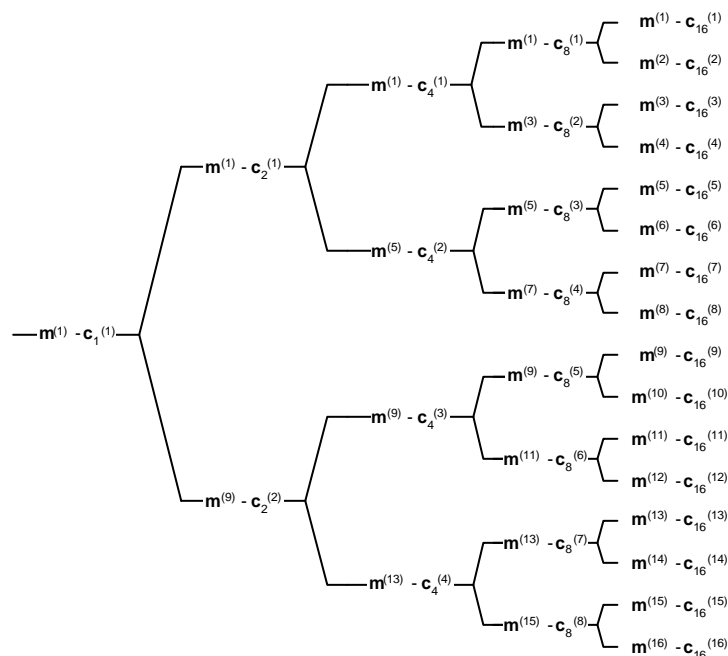 m(1) - c16(1)
m(1) - c8(1)
m(2) - c16(2)
m(1) - c4(1)
m(3) - c16(3)
m(3) - c8(2)
m(4) - c16(4)
m(1) - c2(1)
m(5) - c16(5)
m(5) - c8(3)
m(6) - c16(6)
m(5) - c4(2)
m(7) - c16(7)
m(7) - c8(4)
m(8) - c16(8)
m(1) - c1(1)
m(9) - c16(9)
m(9) - c8(5)
m(10) - c16(10)
m(9) - c4(3)
m(11) - c16(11)
m(11) - c8(6)
m(12) - c16(12)
m(9) - c2(2)
m(13) - c16(13)
m(13) - c8(7)
m(14) - c16(14)
m(13) - c4(4)
m(15) - c16(15)
m(15) - c8(8)
m(16) - c16(16)